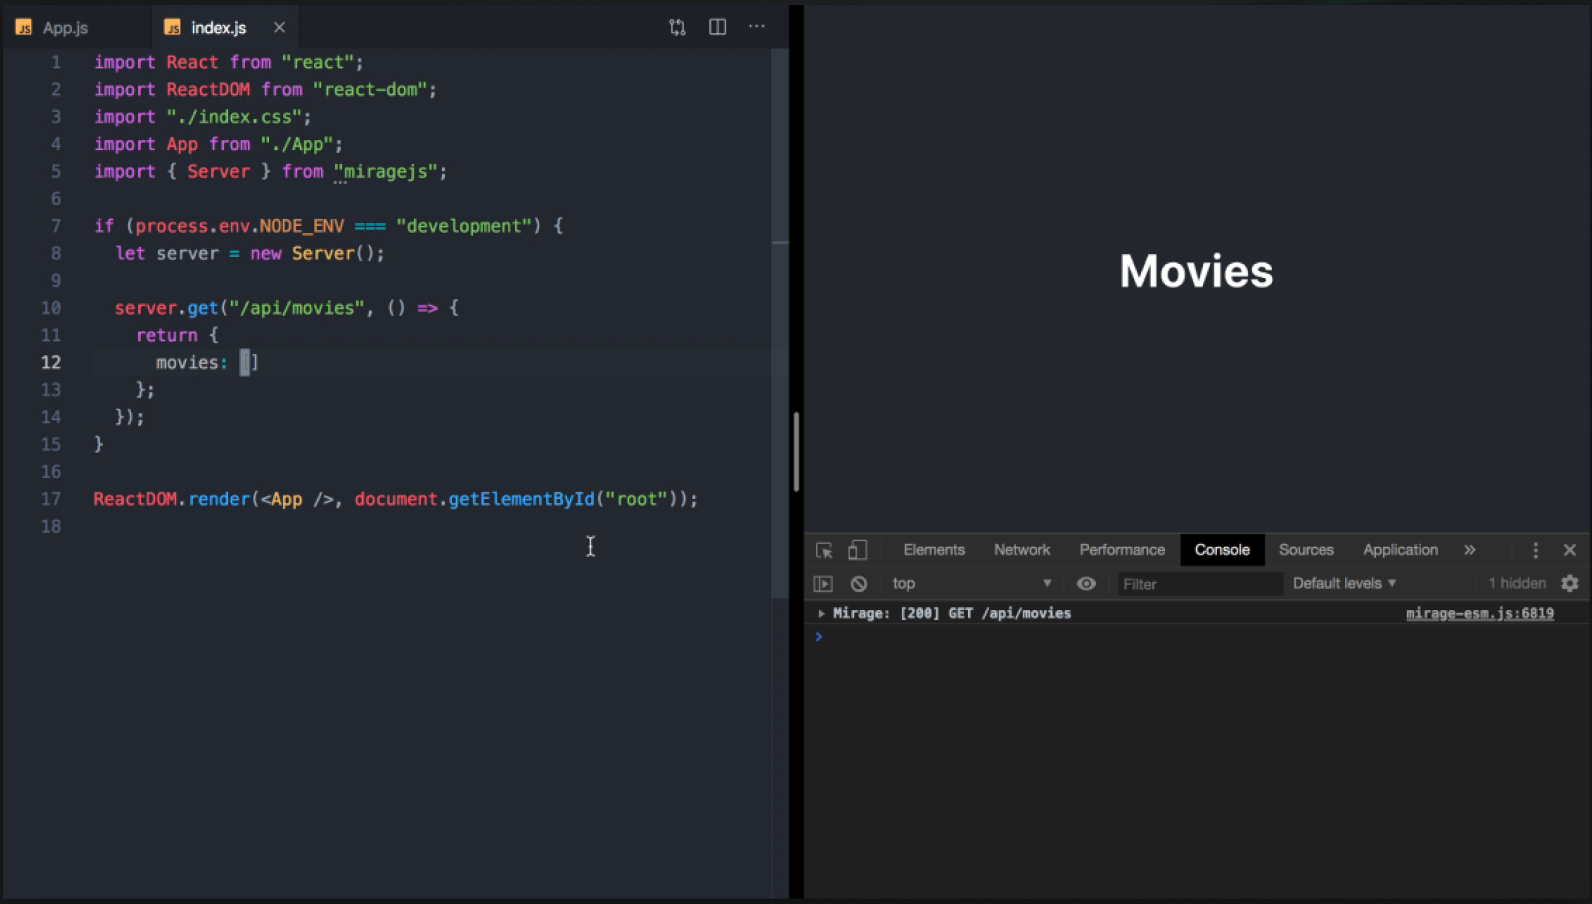 JS App.js
JS index.js
1 import React from "react";
2 import ReactDOM from "react-dom";
3 import "./index.css";
4 import App from "./App";
5 import { Server } from "miragejs";
6
7 if (process.env.NODE_ENV === "development") {
8 let server = new Server();
9
10 server.get("/api/movies", () => {
11 return {
12 movies: []
13 };
14 });
15 }
16
17 ReactDOM.render(<App />, document.getElementById("root"));
18
Movies
Elements Network Performance Console Sources Application »
top Filter Default levels 1 hidden
Mirage: [200] GET /api/movies mirage-esm.js:6819
>